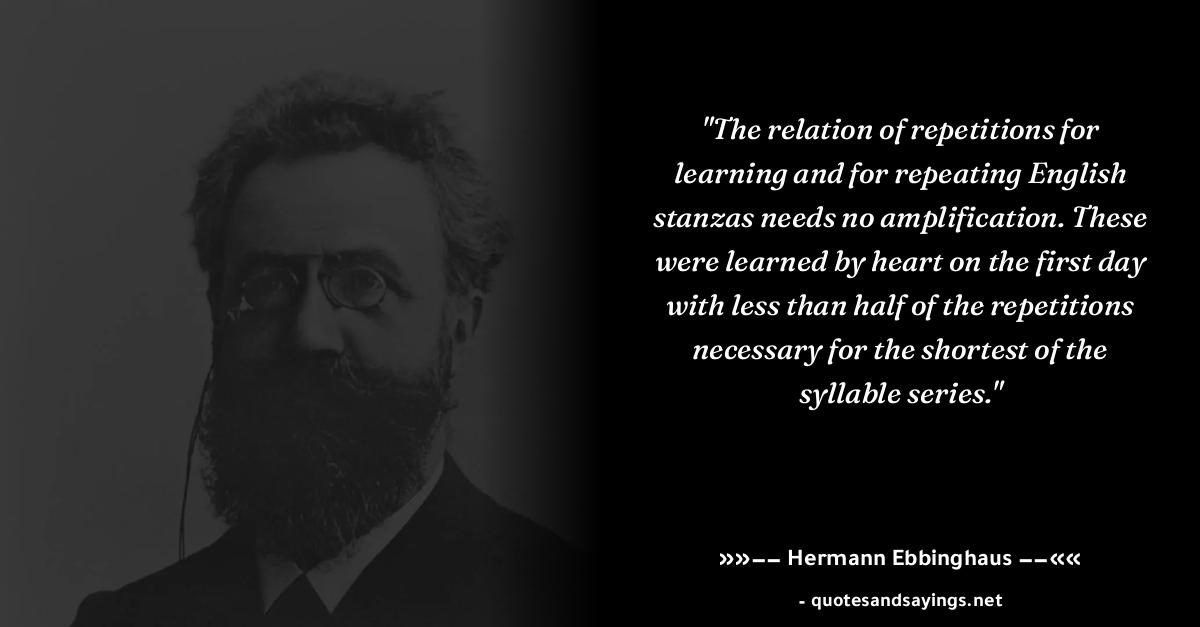 "The relation of repetitions for
learning and for repeating English
stanzas needs no amplification. These
were learned by heart on the first day
with less than half of the repetitions
necessary for the shortest of the
syllable series."
»»–– Hermann Ebbinghaus ––««
- quotesandsayings.net